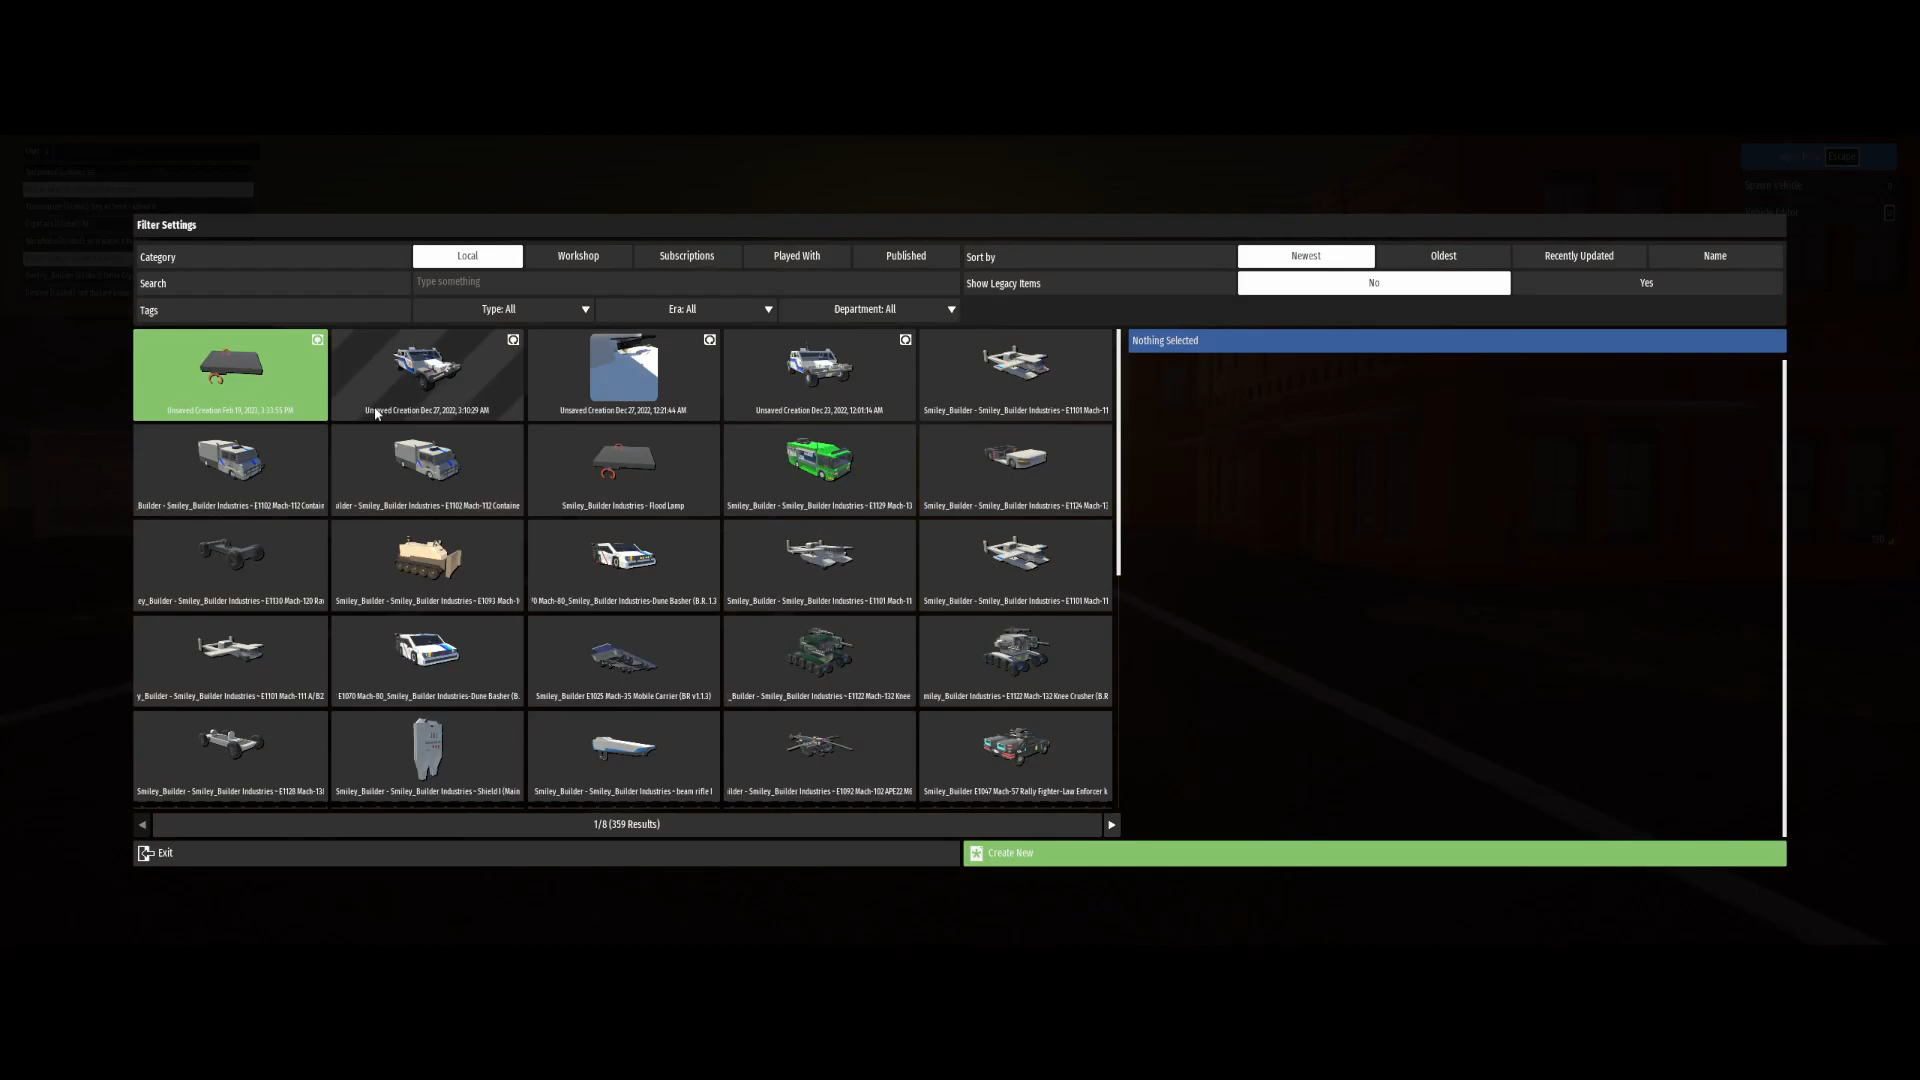 Escape
Spawn Vehicle
Vehicle Editor
Filter Settings
Category
Local
Workshop
Subscriptions
Played With
Published
Sort by
Newest
Oldest
Recently Updated
Name
Search
Type something
Show Legacy Items
No
Yes
Tags
Type: All
Era: All
Department: All
Unsaved Creation Feb 19, 2023, 3:33:55 PM
Unsaved Creation Dec 27, 2022, 3:10:29 AM
Unsaved Creation Dec 27, 2022, 12:21:44 AM
Unsaved Creation Dec 23, 2022, 12:01:14 AM
Smiley_Builder - Smiley_Builder Industries ~ E1101 Mach-11
Nothing Selected
Builder - Smiley_Builder Industries ~ E1102 Mach-112 Contain
ilder - Smiley_Builder Industries ~ E1102 Mach-112 Containe
Smiley_Builder Industries - Flood Lamp
Smiley_Builder - Smiley_Builder Industries ~ E1129 Mach-13
Smiley_Builder - Smiley_Builder Industries ~ E1124 Mach-13
ey_Builder - Smiley_Builder Industries ~ E1130 Mach-120 Ra
Smiley_Builder - Smiley_Builder Industries ~ E1093 Mach-1
'0 Mach-80_Smiley_Builder Industries-Dune Basher (B.R. 1.3
Smiley_Builder - Smiley_Builder Industries ~ E1101 Mach-11
Smiley_Builder - Smiley_Builder Industries ~ E1101 Mach-11
y_Builder - Smiley_Builder Industries ~ E1101 Mach-111 A/BZ
E1070 Mach-80_Smiley_Builder Industries-Dune Basher (B.
Smiley_Builder E1025 Mach-35 Mobile Carrier (BR v1.1.3)
_Builder - Smiley_Builder Industries ~ E1122 Mach-132 Knee
miley_Builder - Smiley_Builder Industries ~ E1122 Mach-132 Knee Crusher (B.R
Smiley_Builder - Smiley_Builder Industries ~ E1128 Mach-138
Smiley_Builder - Smiley_Builder Industries ~ Shield I (Main
Smiley_Builder - Smiley_Builder Industries ~ beam rifle I
ilder - Smiley_Builder Industries ~ E1092 Mach-102 APE22 M6
Smiley_Builder E1047 Mach-57 Rally Fighter-Law Enforcer k
1/8 (359 Results)
Exit
Create New